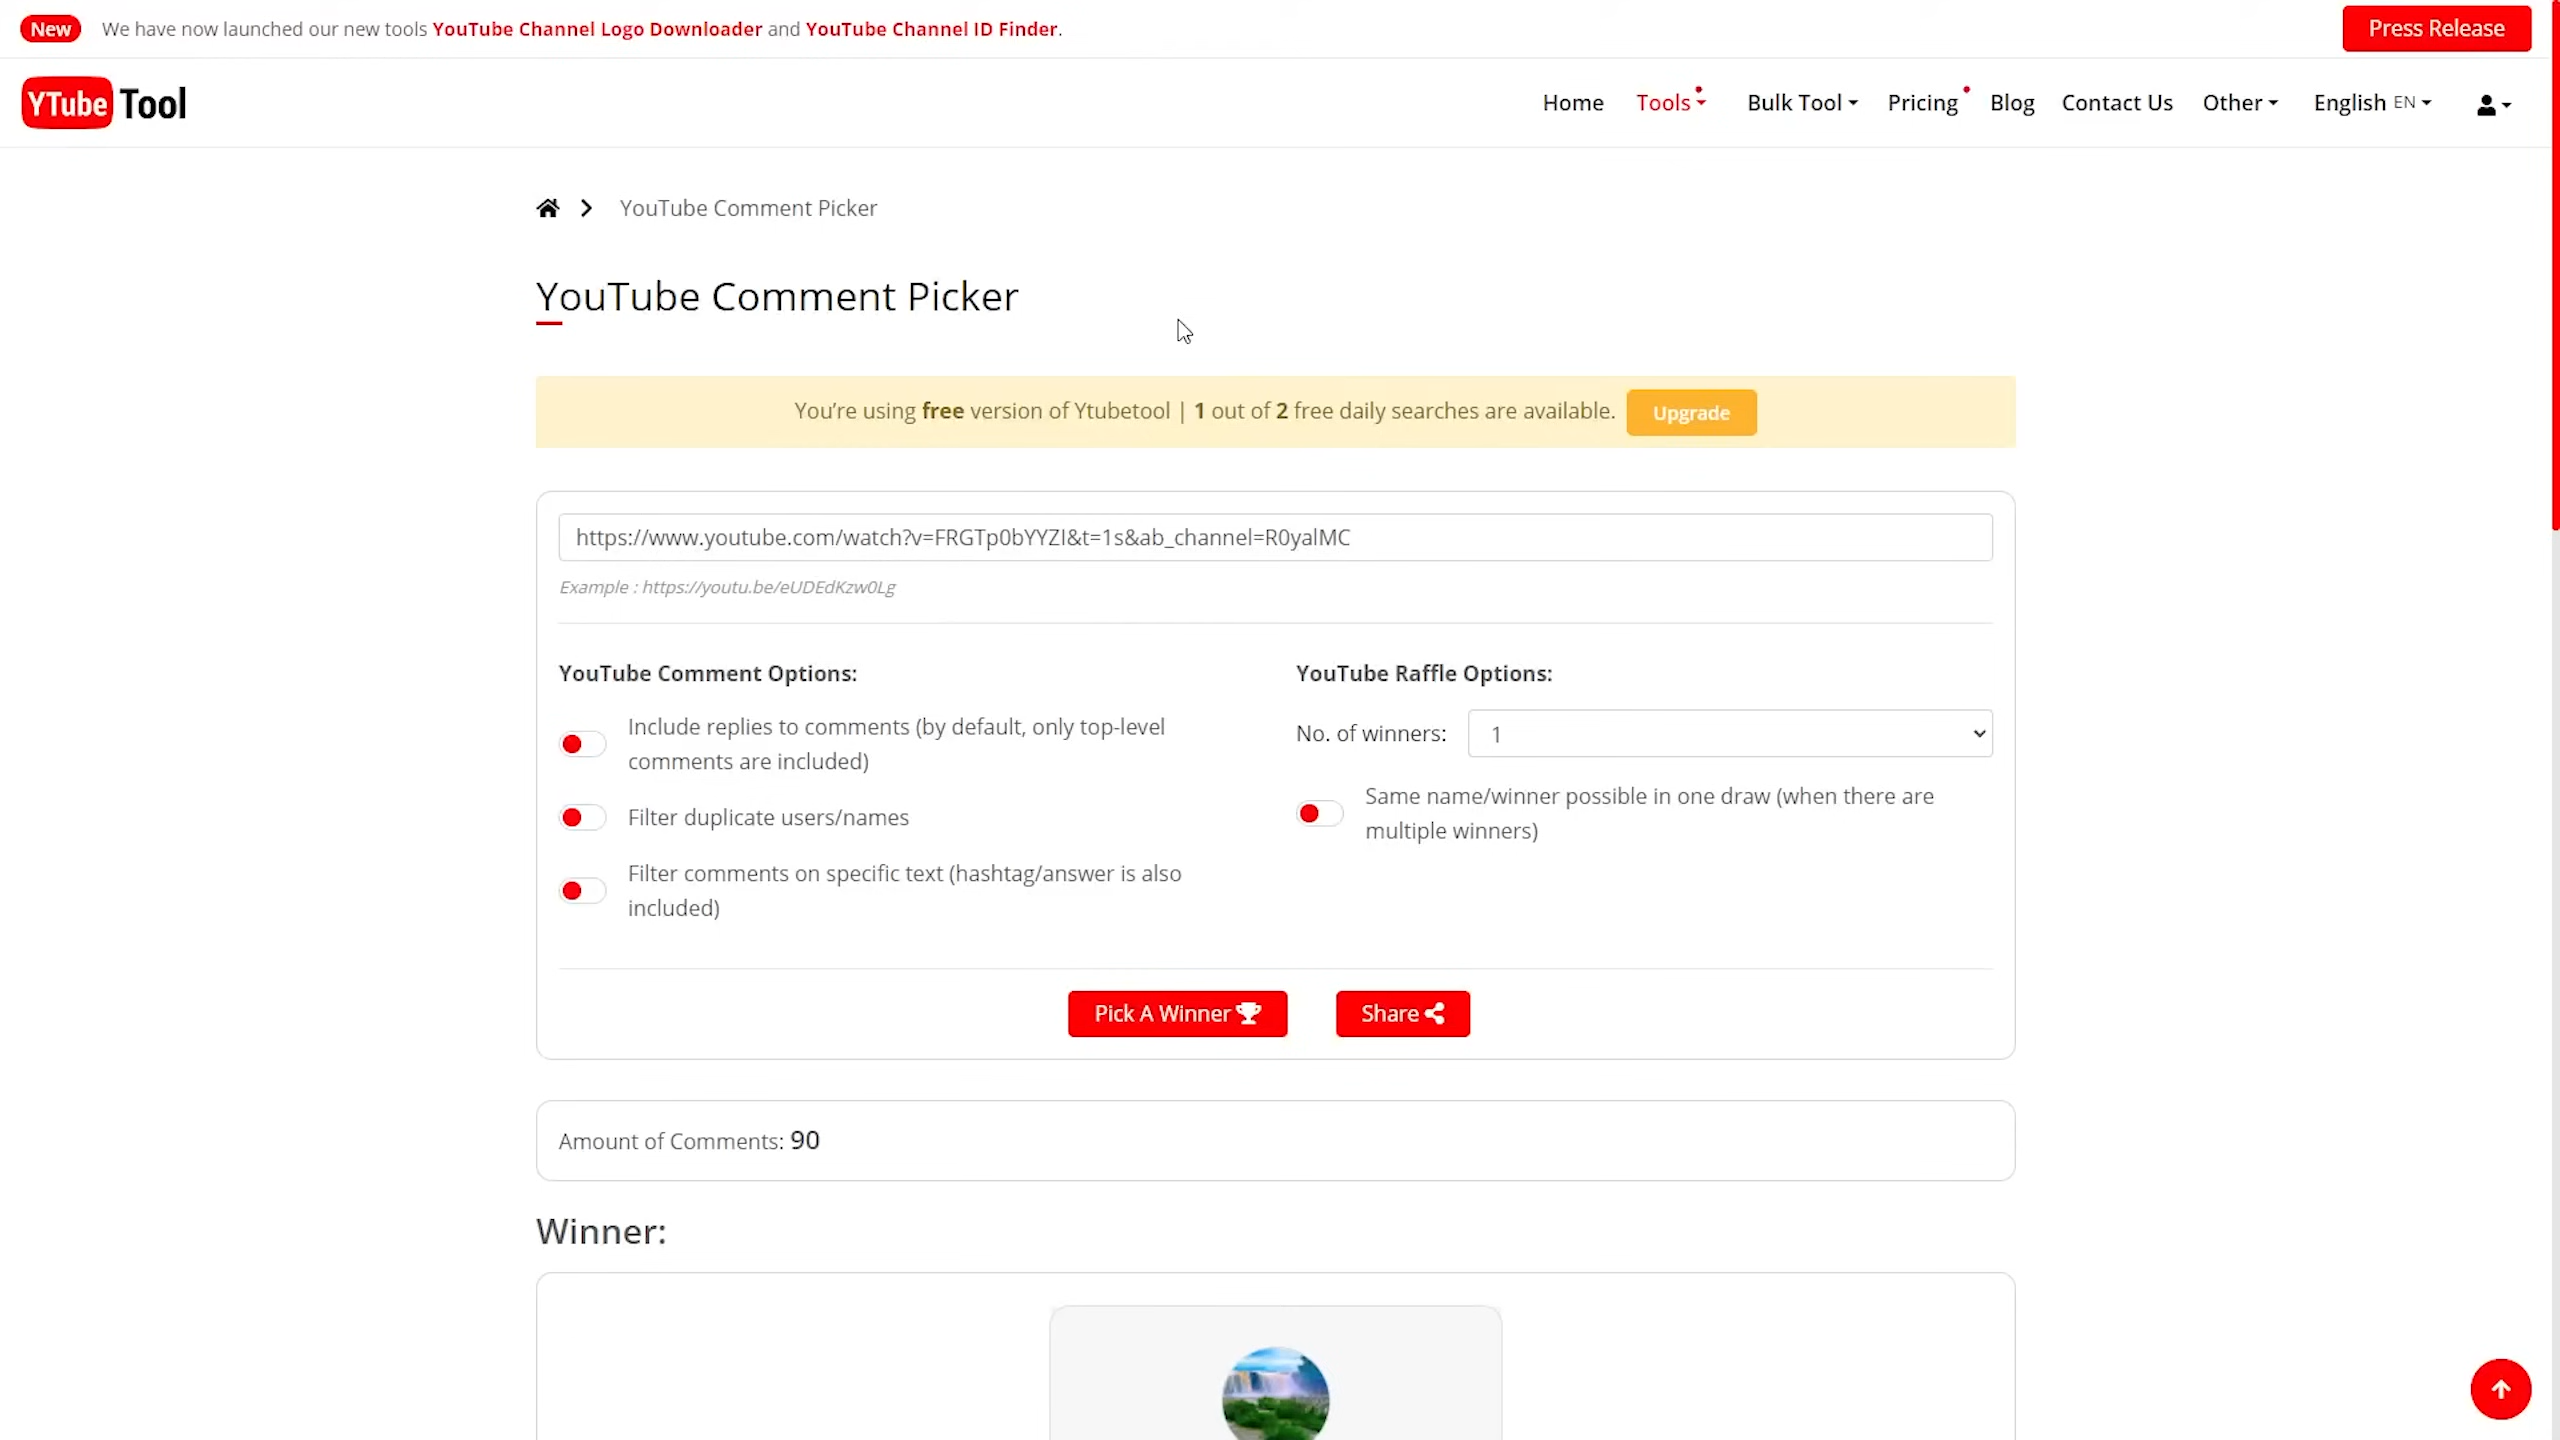 New We have now launched our new tools YouTube Channel Logo Downloader and YouTube Channel ID Finder.
Press Release
YTube Tool
Home Tools Bulk Tool Pricing Blog Contact Us Other English EN
YouTube Comment Picker
YouTube Comment Picker
You're using free version of Ytubetool | 1 out of 2 free daily searches are available. Upgrade
https://www.youtube.com/watch?v=FRGTp0bYYZI&t=1s&ab_channel=R0yalMC
Example : https://youtu.be/eUDEdKzw0Lg
YouTube Comment Options:
Include replies to comments (by default, only top-level
comments are included)
Filter duplicate users/names
Filter comments on specific text (hashtag/answer is also
included)
YouTube Raffle Options:
No. of winners: 1
Same name/winner possible in one draw (when there are
multiple winners)
Pick A Winner Share
Amount of Comments: 90
Winner: